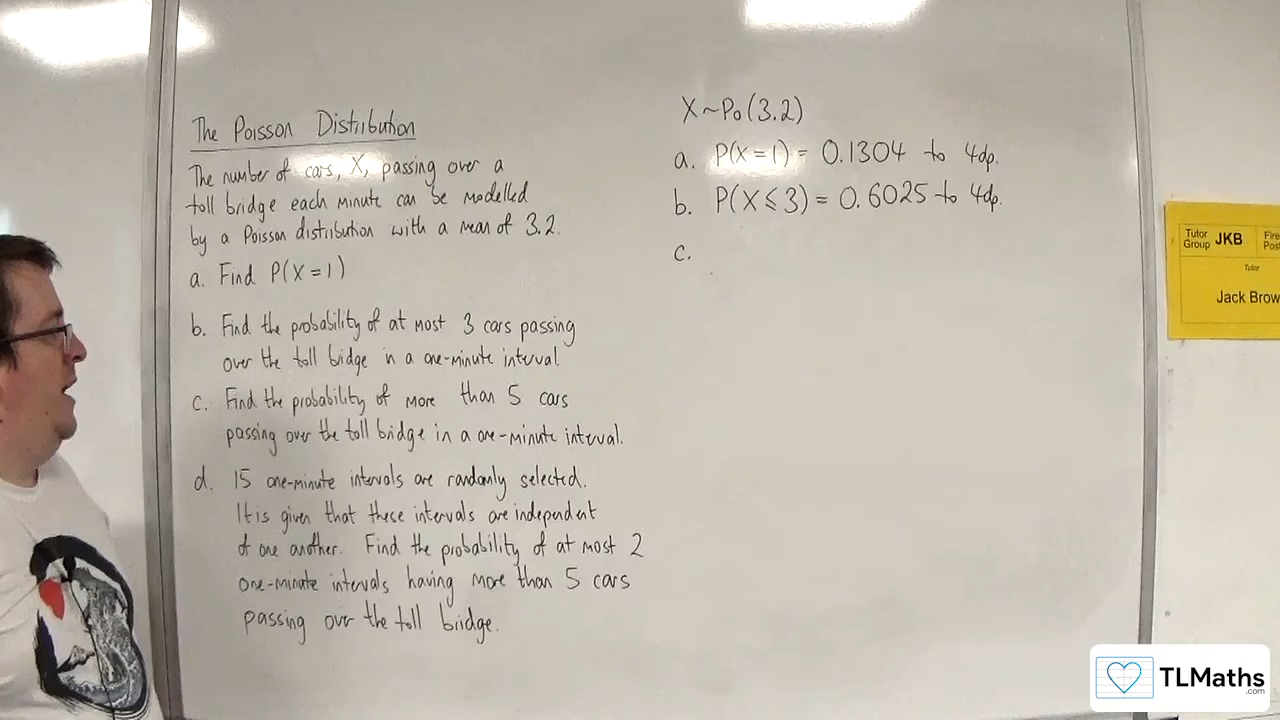 The Poisson Distribution
The number of cars, X, passing over a
toll bridge each minute can be modelled
by a Poisson distribution with a mean of 3.2.
a. Find P(X=1)
b. Find the probability of at most 3 cars passing
over the toll bridge in a one-minute interval.
c. Find the probability of more than 5 cars
passing over the toll bridge in a one-minute interval.
d. 15 one-minute intervals are randomly selected.
It is given that these intervals are independent
of one another. Find the probability of at most 2
one-minute intervals having more than 5 cars
passing over the toll bridge.
X~Po(3.2)
a. P(X=1) = 0.1304 to 4dp.
b. P(X⩽3) = 0.6025 to 4dp.
c.
Tutor
Group JKB
Fire
Tutor
Jack Brow
TLMaths
.com